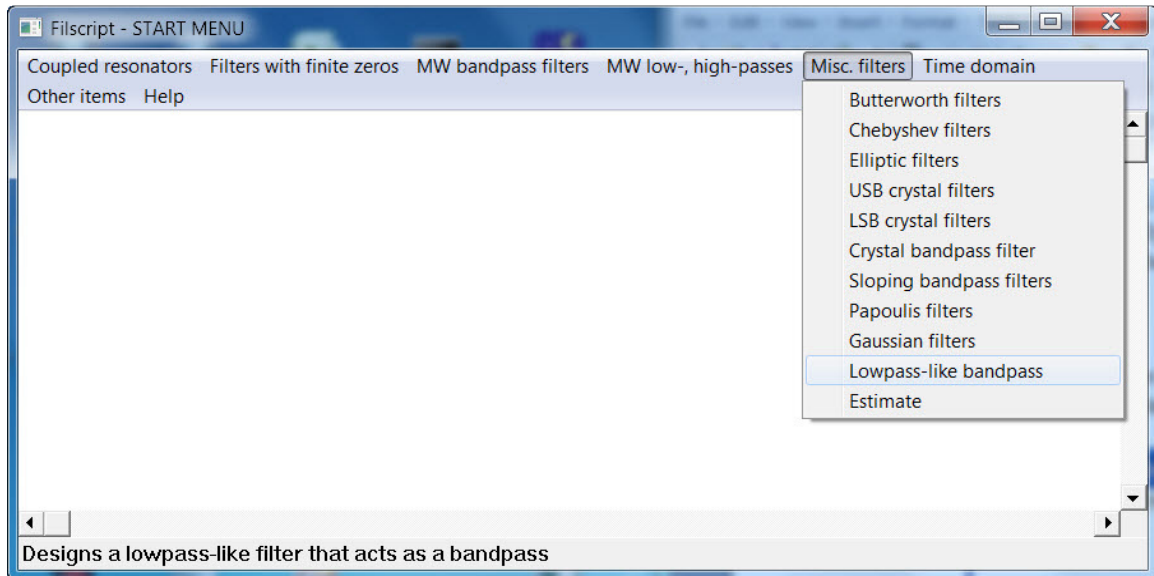 Filscript - START MENU
Coupled resonators Filters with finite zeros MW bandpass filters MW low-, high-passes Misc. filters Time domain
Other items Help
Butterworth filters
Chebyshev filters
Elliptic filters
USB crystal filters
LSB crystal filters
Crystal bandpass filter
Sloping bandpass filters
Papoulis filters
Gaussian filters
Lowpass-like bandpass
Estimate
Designs a lowpass-like filter that acts as a bandpass